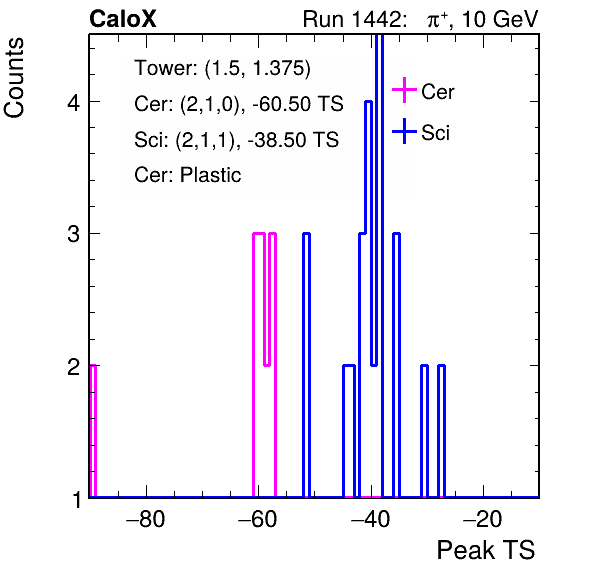 CaloX Run 1442: π⁺, 10 GeV
Counts
Tower: (1.5, 1.375)
Cer: (2,1,0), -60.50 TS
Sci: (2,1,1), -38.50 TS
Cer: Plastic
Cer
Sci
4
3
2
1
−80 −60 −40 −20
Peak TS